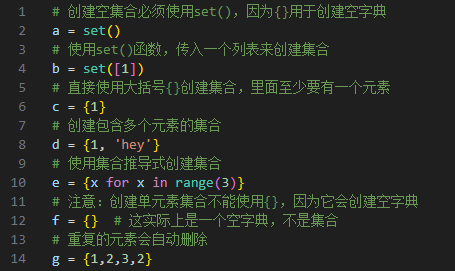 1 # 创建空集合必须使用set()，因为{}用于创建空字典
2 a = set()
3 # 使用set()函数，传入一个列表来创建集合
4 b = set([1])
5 # 直接使用大括号{}创建集合，里面至少要有一个元素
6 c = {1}
7 # 创建包含多个元素的集合
8 d = {1, 'hey'}
9 # 使用集合推导式创建集合
10 e = {x for x in range(3)}
11 # 注意：创建单元素集合不能使用{}，因为它会创建空字典
12 f = {}  # 这实际上是一个空字典，不是集合
13 # 重复的元素会自动删除
14 g = {1,2,3,2}